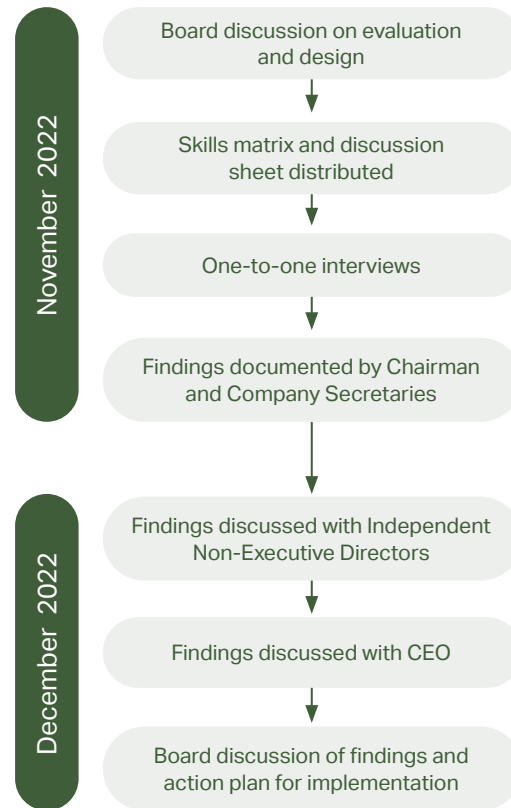 November 2022
Board discussion on evaluation
and design
Skills matrix and discussion
sheet distributed
One-to-one interviews
Findings documented by Chairman
and Company Secretaries
December 2022
Findings discussed with Independent
Non-Executive Directors
Findings discussed with CEO
Board discussion of findings and
action plan for implementation